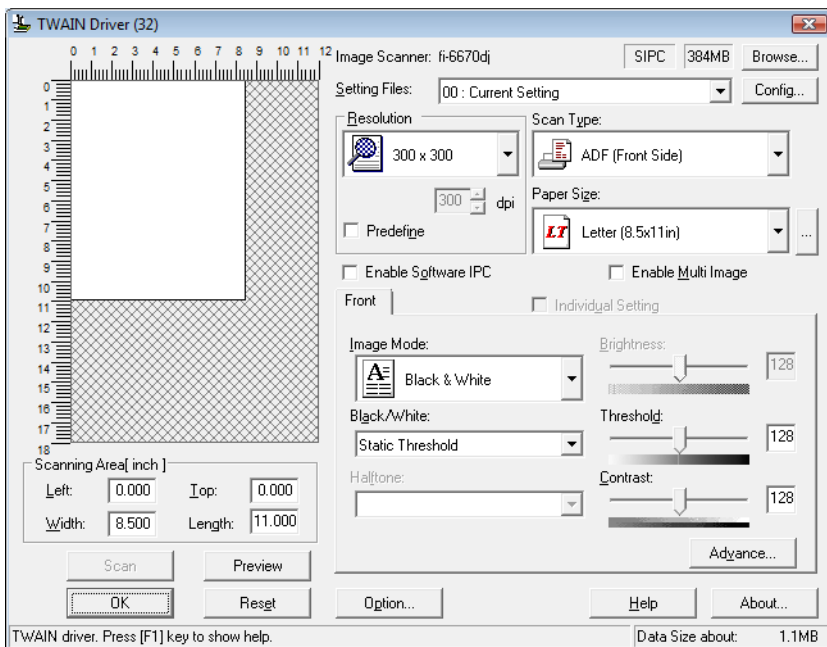 TWAIN Driver (32)
0 1 2 3 4 5 6 7 8 9 10 11 12
0
1
2
3
4
5
6
7
8
9
10
11
12
13
14
15
16
17
18
Image Scanner: fi-6670dj SIPC 384MB Browse...
Setting Files: 00 : Current Setting Config...
Resolution
300 x 300
300 dpi
Predefine
Scan Type:
ADF (Front Side)
Paper Size:
LT Letter (8.5x11in) ...
Enable Software IPC Enable Multi Image
Front Individual Setting
Image Mode:
A Black & White
Black/White:
Static Threshold
Halftone:
Brightness:
128
Threshold:
128
Contrast:
128
Advance...
Scanning Area[ inch ]
Left: 0.000 Top: 0.000
Width: 8.500 Length: 11.000
Scan Preview
OK Reset Option... Help About...
TWAIN driver. Press [F1] key to show help. Data Size about: 1.1MB